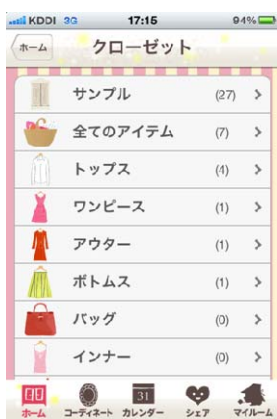 KDDI 3G 17:15 94%
ホーム クローゼット
サンプル (27)
全てのアイテム (7)
トップス (4)
ワンピース (1)
アウター (1)
ボトムス (1)
バッグ (0)
インナー (0)
31
ホーム コーディネート カレンダー シェア マイルーム